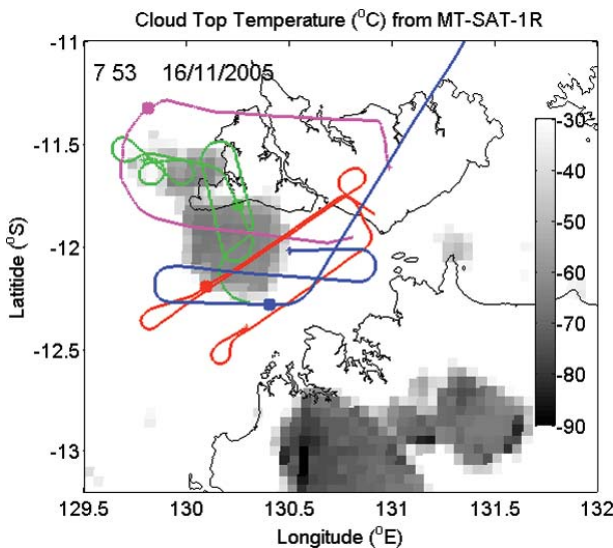 Cloud Top Temperature (°C) from MT-SAT-1R
7 53 16/11/2005
-11
-11.5
-12
-12.5
-13
Latitide (°S)
-30
-40
-50
-60
-70
-80
-90
129.5 130 130.5 131 131.5 132
Longitude (°E)